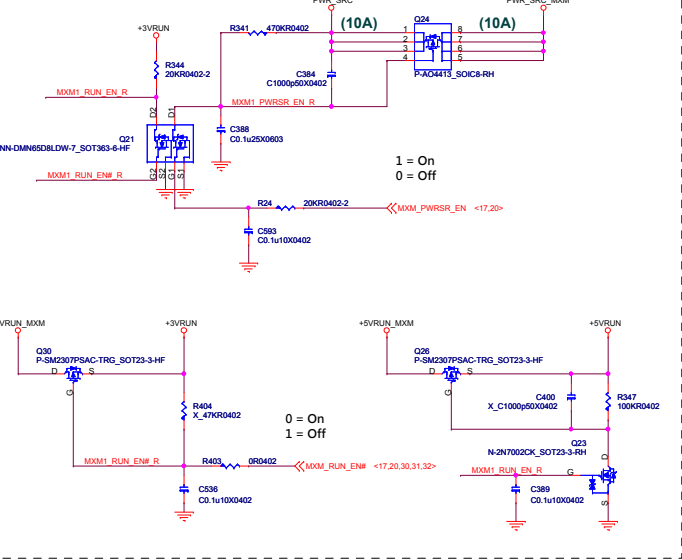 PWR_SRC
PWR_SRC_MXM
R341
470KR0402
(10A)
Q24
(10A)
+3VRUN
1
2
3
4
8
7
6
5
R344
20KR0402-2
C384
C1000p50X0402
P-AO4413_SOIC8-RH
MXM1_RUN_EN_R
MXM1_PWRSR_EN_R
D2
D1
Q21
NN-DMN65D8LDW-7_SOT363-6-HF
C388
C0.1u25X0603
1 = On
0 = Off
G2
S2
G1
S1
MXM1_RUN_EN#_R
R24
20KR0402-2
MXM_PWRSR_EN <17,20>
C593
C0.1u10X0402
VRUN_MXM
+3VRUN
+5VRUN_MXM
+5VRUN
Q30
P-SM2307PSAC-TRG_SOT23-3-HF
D
S
G
Q26
P-SM2307PSAC-TRG_SOT23-3-HF
D
S
G
R404
X_47KR0402
C400
X_C1000p50X0402
R347
100KR0402
0 = On
1 = Off
Q23
N-2N7002CK_SOT23-3-RH
MXM1_RUN_EN#_R
R403
0R0402
MXM_RUN_EN# <17,20,30,31,32>
MXM1_RUN_EN_R
G
D
S
C536
C0.1u10X0402
C389
C0.1u10X0402